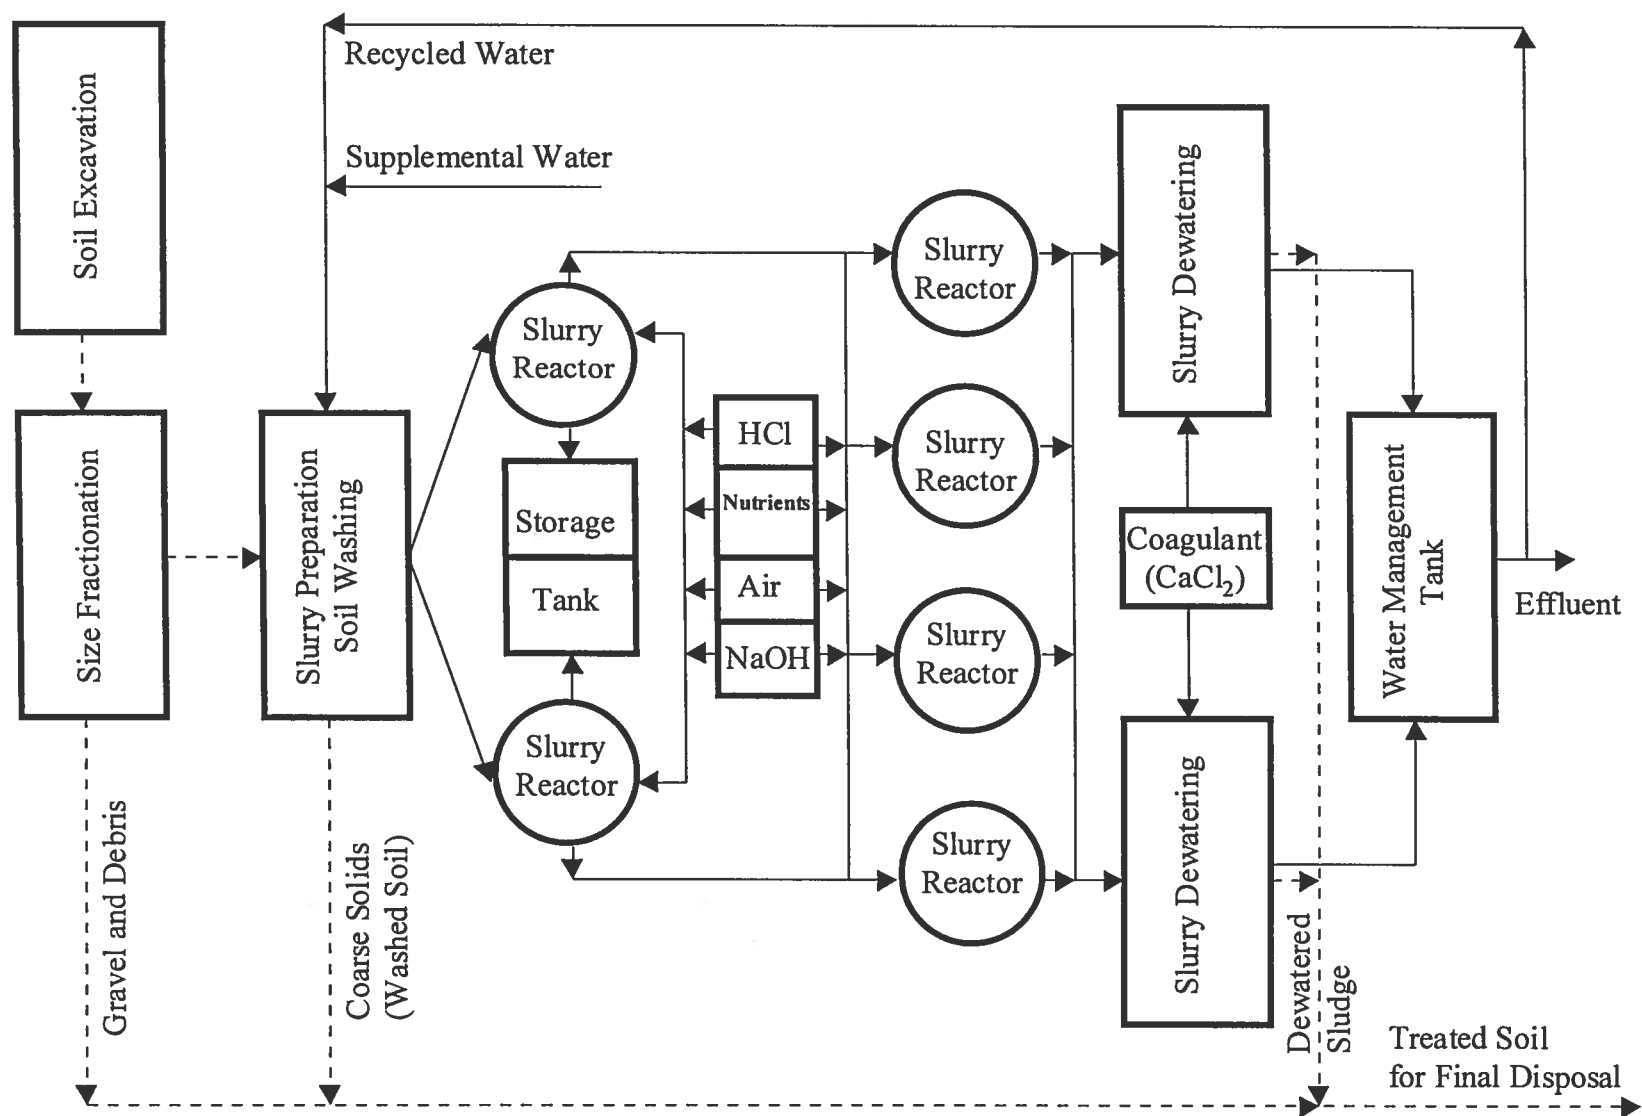 Recycled Water
Supplemental Water
Soil Excavation
Size Fractionation
Slurry Preparation
Soil Washing
Slurry
Reactor
Storage
Tank
Slurry
Reactor
HCl
Nutrients
Air
NaOH
Slurry
Reactor
Slurry
Reactor
Slurry
Reactor
Slurry
Reactor
Slurry Dewatering
Coagulant
(CaCl₂)
Slurry Dewatering
Water Management
Tank
Effluent
Gravel and Debris
Coarse Solids
(Washed Soil)
Dewatered
Sludge
Treated Soil
for Final Disposal